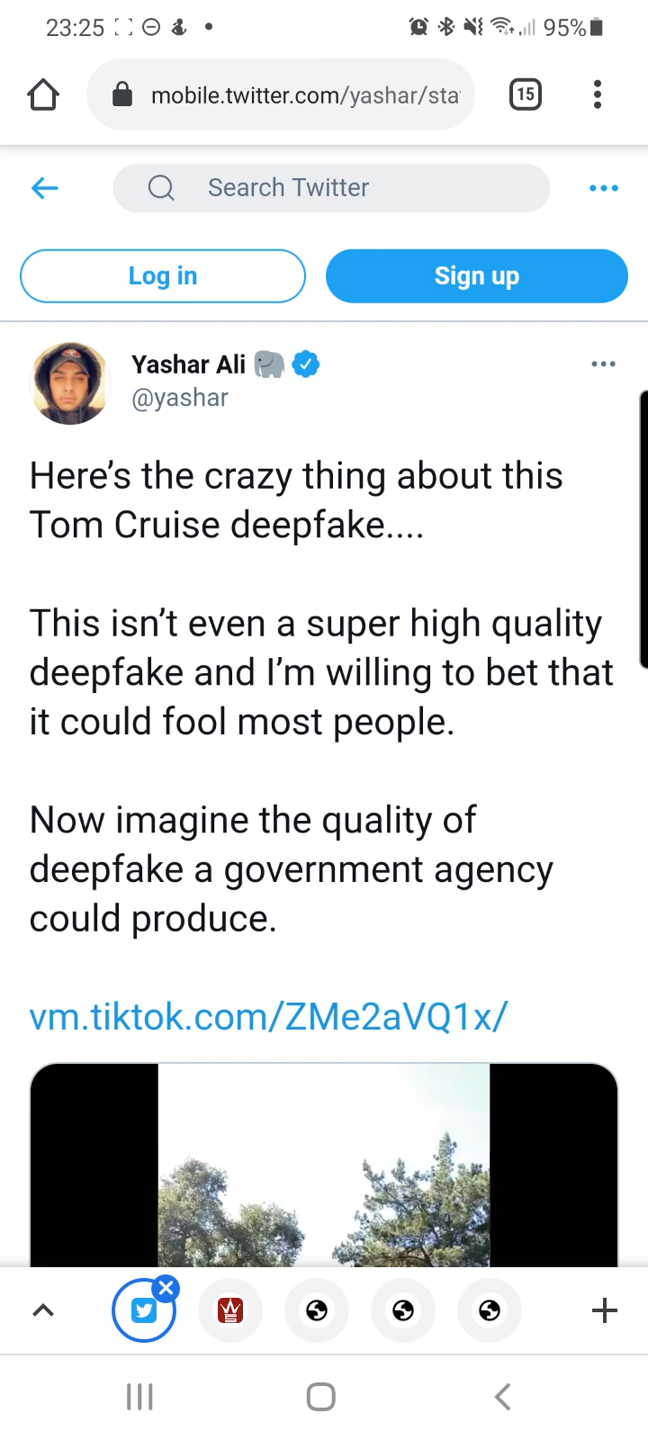 23:25
95%
mobile.twitter.com/yashar/sta
15
Search Twitter
Log in
Sign up
Yashar Ali
@yashar
Here’s the crazy thing about this
Tom Cruise deepfake....
This isn’t even a super high quality
deepfake and I’m willing to bet that
it could fool most people.
Now imagine the quality of
deepfake a government agency
could produce.
vm.tiktok.com/ZMe2aVQ1x/